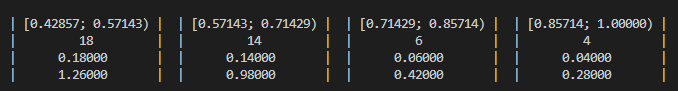 | [0.42857; 0.57143) | | [0.57143; 0.71429) | | [0.71429; 0.85714) | | [0.85714; 1.00000) |
| 18 | | 14 | | 6 | | 4 |
| 0.18000 | | 0.14000 | | 0.06000 | | 0.04000 |
| 1.26000 | | 0.98000 | | 0.42000 | | 0.28000 |